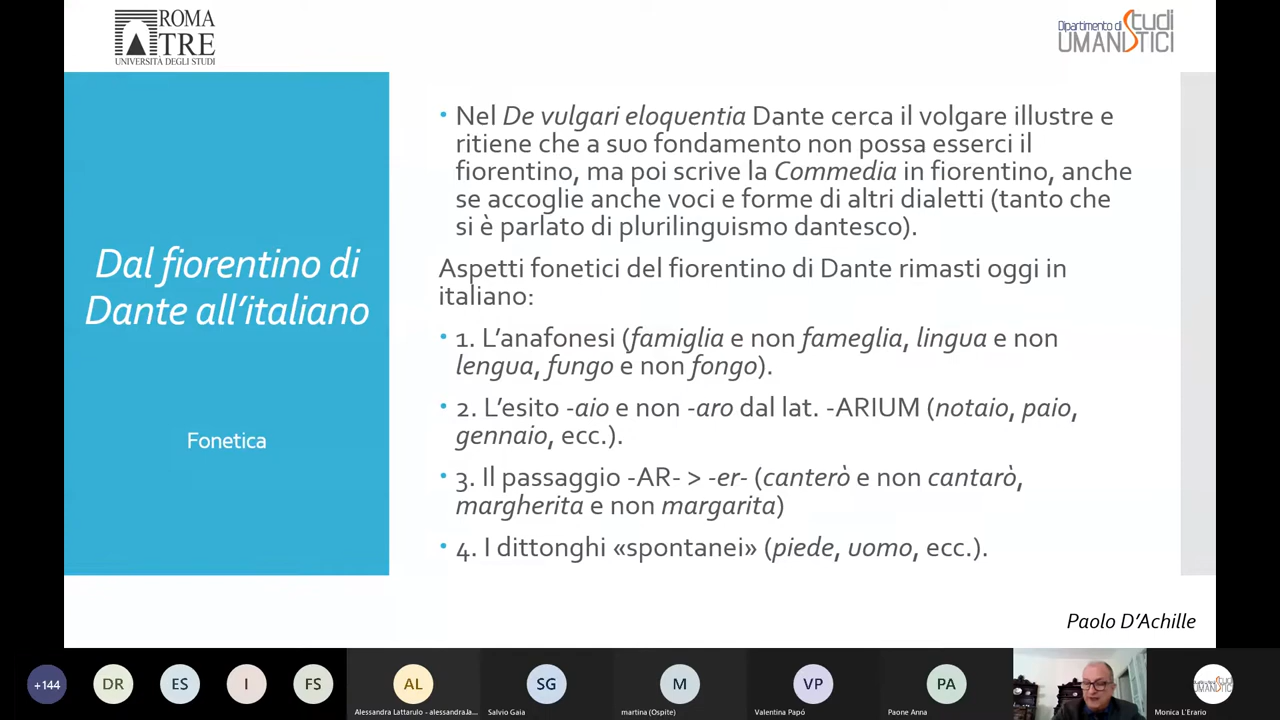 ROMA
TRE
UNIVERSITÀ DEGLI STUDI
Dipartimento di Studi
UMANISTICI
Dal fiorentino di
Dante all'italiano
Fonetica
• Nel De vulgari eloquentia Dante cerca il volgare illustre e
ritiene che a suo fondamento non possa esserci il
fiorentino, ma poi scrive la Commedia in fiorentino, anche
se accoglie anche voci e forme di altri dialetti (tanto che
si è parlato di plurilinguismo dantesco).
Aspetti fonetici del fiorentino di Dante rimasti oggi in
italiano:
• 1. L'anafonesi (famiglia e non fameglia, lingua e non
lengua, fungo e non fongo).
• 2. L'esito -aio e non -aro dal lat. -ARIUM (notaio, paio,
gennaio, ecc.).
• 3. Il passaggio -AR- > -er- (canterò e non cantarò,
margherita e non margarita)
• 4. I dittonghi «spontanei» (piede, uomo, ecc.).
Paolo D'Achille
+144
DR
ES
I
FS
AL
SG
M
VP
PA
Alessandra Lattarulo - alessandra.la...
Salvio Gaia
martina (Ospite)
Valentina Papó
Paone Anna
Monica L'Erario